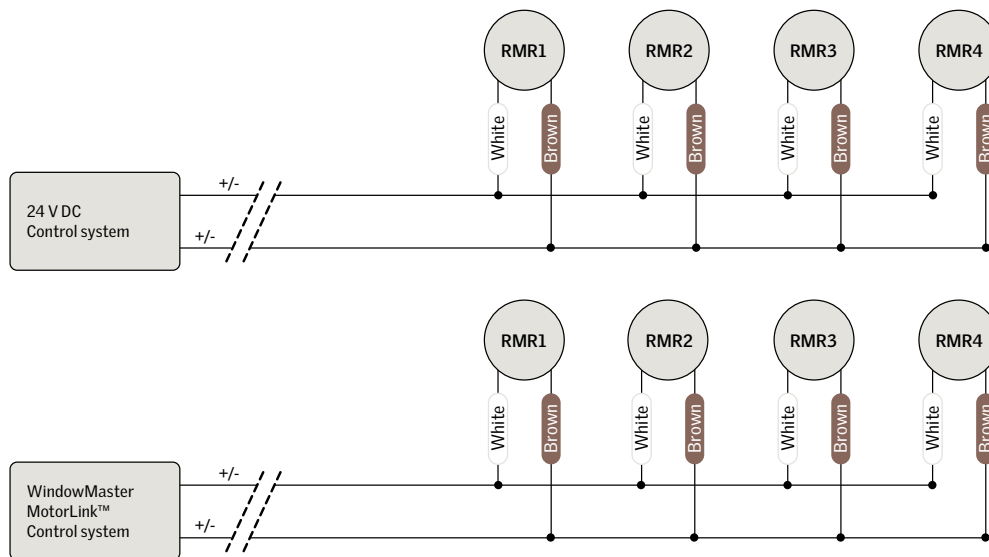 RMR1 RMR2 RMR3 RMR4
White Brown White Brown White Brown White Brown
+/-
24 V DC
Control system
+/-
RMR1 RMR2 RMR3 RMR4
White Brown White Brown White Brown White Brown
+/-
WindowMaster
MotorLink™
Control system
+/-